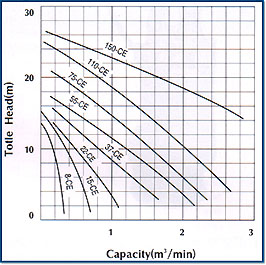 30
20
10
0
Totle Head(m)
150-CE
110-CE
75-CE
55-CE
37-CE
22-CE
15-CE
8-CE
1
2
3
Capacity(m³/min)